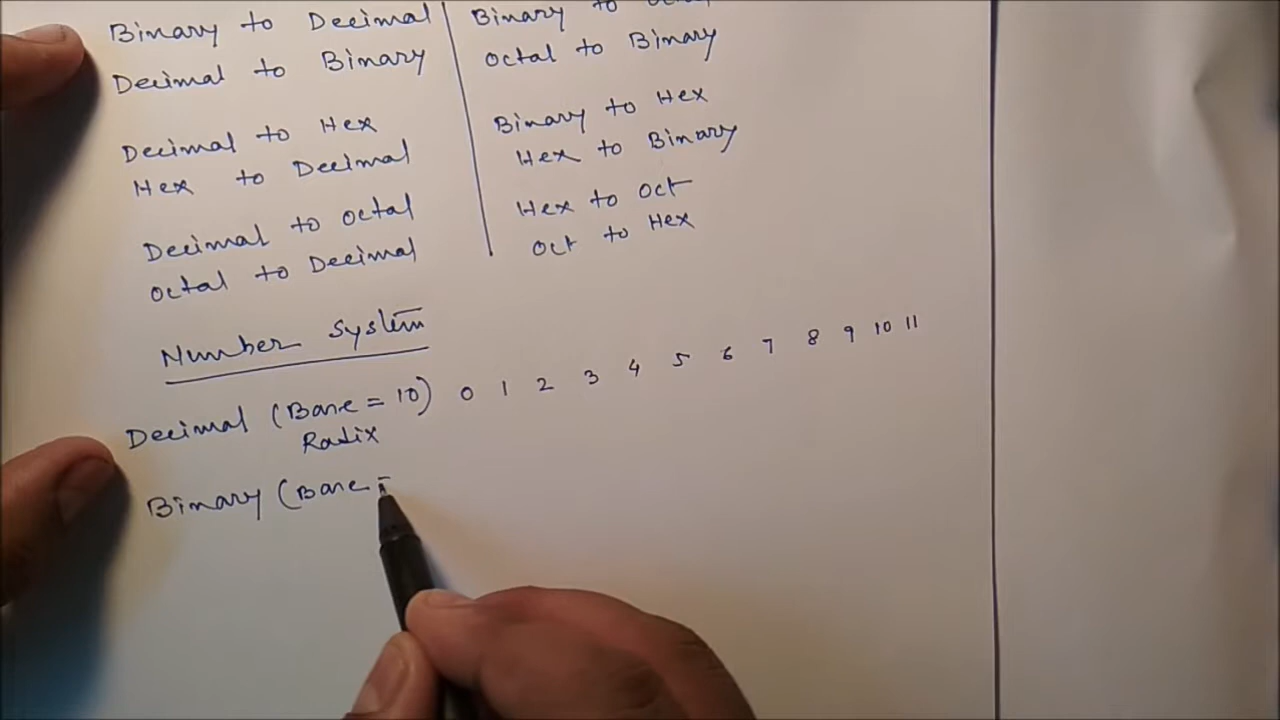 Binary to Decimal
Decimal to Binary
Decimal to Hex
Hex to Decimal
Decimal to Octal
Octal to Decimal
Binary to
Octal to Binary
Binary to Hex
Hex to Binary
Hex to Oct
Oct to Hex
Number System
Decimal (Base = 10) 0 1 2 3 4 5 6 7 8 9 10 11
Radix
Binary (Base =